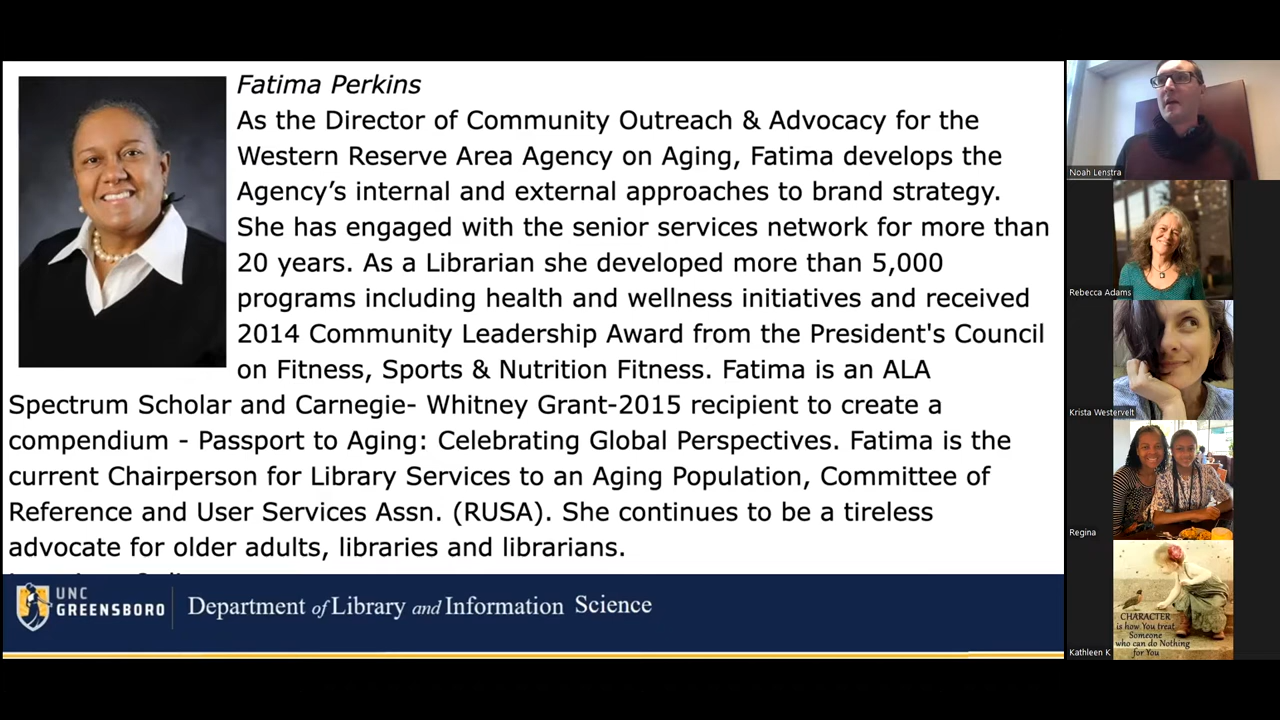 Fatima Perkins
As the Director of Community Outreach & Advocacy for the
Western Reserve Area Agency on Aging, Fatima develops the
Agency’s internal and external approaches to brand strategy.
She has engaged with the senior services network for more than
20 years. As a Librarian she developed more than 5,000
programs including health and wellness initiatives and received
2014 Community Leadership Award from the President's Council
on Fitness, Sports & Nutrition Fitness. Fatima is an ALA
Spectrum Scholar and Carnegie- Whitney Grant-2015 recipient to create a
compendium - Passport to Aging: Celebrating Global Perspectives. Fatima is the
current Chairperson for Library Services to an Aging Population, Committee of
Reference and User Services Assn. (RUSA). She continues to be a tireless
advocate for older adults, libraries and librarians.
UNC
GREENSBORO
Department of Library and Information Science
Noah Lenstra
Rebecca Adams
Krista Westervelt
Regina
CHARACTER
is how You treat
Someone
who can do Nothing
for You
Kathleen K